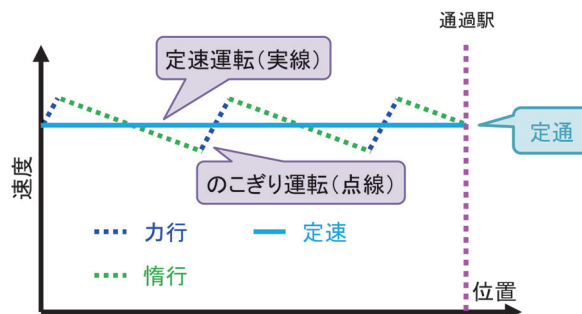 通過駅
定速運転(実線)
定通
のこぎり運転(点線)
速度
力行
定速
惰行
位置